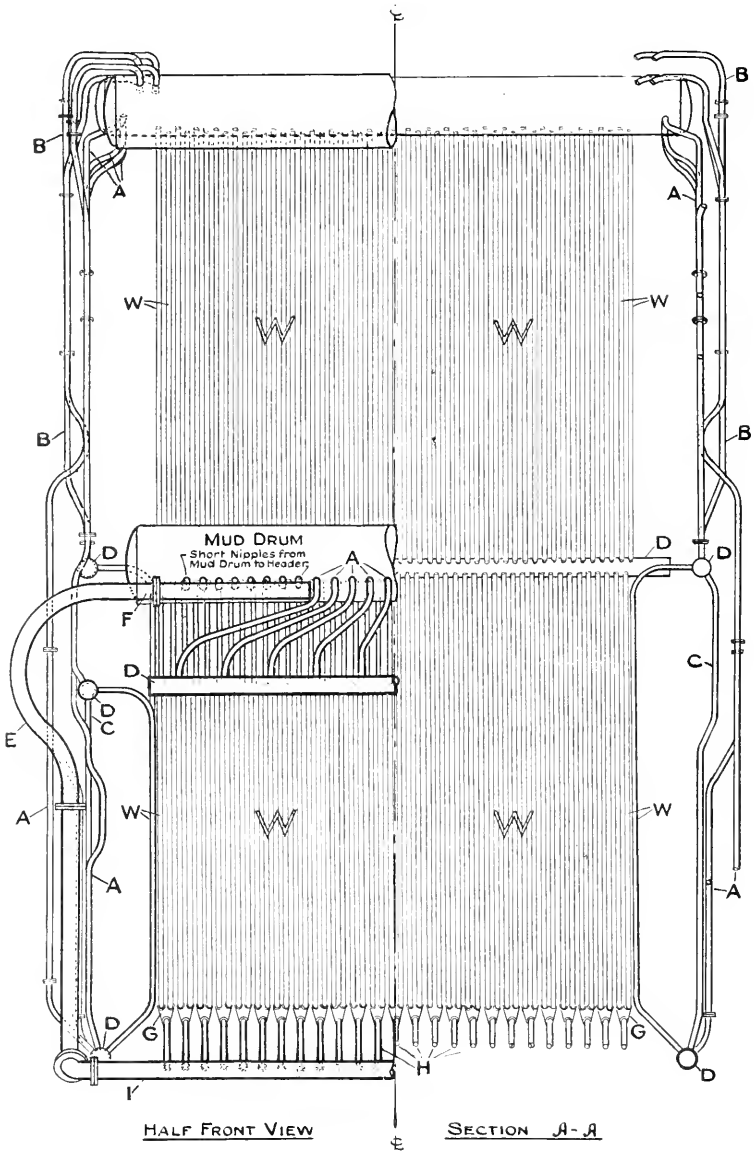 ℄
B
B
A
A
W
W
W
W
B
B
D
MUD DRUM
Short Nipples from
Mud Drum to Header
A
D
D
F
D
D
C
C
E
A
W
W
W
W
A
A
D
G
G
H
D
I
HALF FRONT VIEW
SECTION A-A
℄